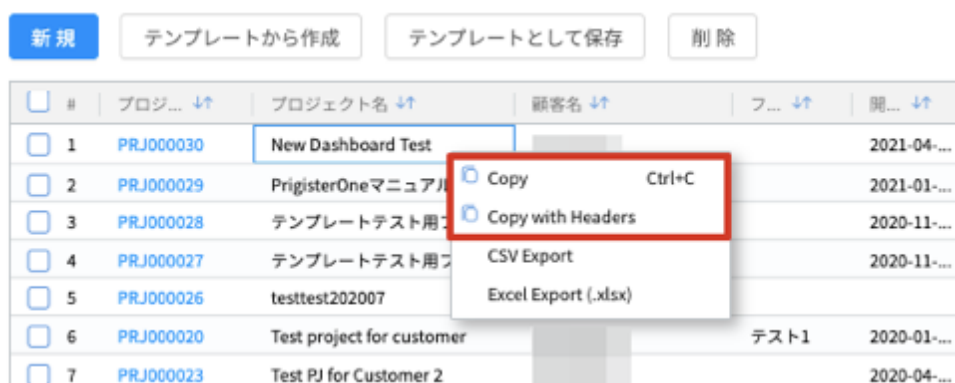 新規 テンプレートから作成 テンプレートとして保存 削除
# プロジ... プロジェクト名 顧客名 フ... 開...
1 PRJ000030 New Dashboard Test 2021-04-...
2 PRJ000029 PrigisterOneマニュアル 2021-01-...
Copy Ctrl+C
3 PRJ000028 テンプレートテスト用 2020-11-...
Copy with Headers
4 PRJ000027 テンプレートテスト用 2020-11-...
CSV Export
5 PRJ000026 testtest202007
Excel Export (.xlsx)
6 PRJ000020 Test project for customer テスト1 2020-01-...
7 PRJ000023 Test PJ for Customer 2 2020-04-...